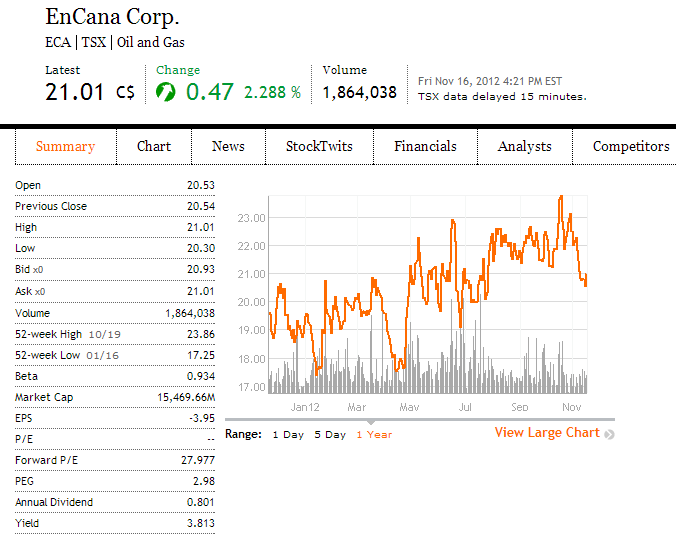 EnCana Corp.
ECA | TSX | Oil and Gas
Latest Change Volume
21.01 C$ 0.47 2.288 % 1,864,038
Fri Nov 16, 2012 4:21 PM EST
TSX data delayed 15 minutes.
Summary Chart News StockTwits Financials Analysts Competitors
Open 20.53
Previous Close 20.54
High 21.01
Low 20.30
Bid x0 20.93
Ask x0 21.01
Volume 1,864,038
52-week High 10/19 23.86
52-week Low 01/16 17.25
Beta 0.934
Market Cap 15,469.66M
EPS -3.95
P/E --
Forward P/E 27.977
PEG 2.98
Annual Dividend 0.801
Yield 3.813
23.00
22.00
21.00
20.00
19.00
18.00
17.00
Jan12 Mar May Jul Sep Nov
Range: 1 Day 5 Day 1 Year
View Large Chart